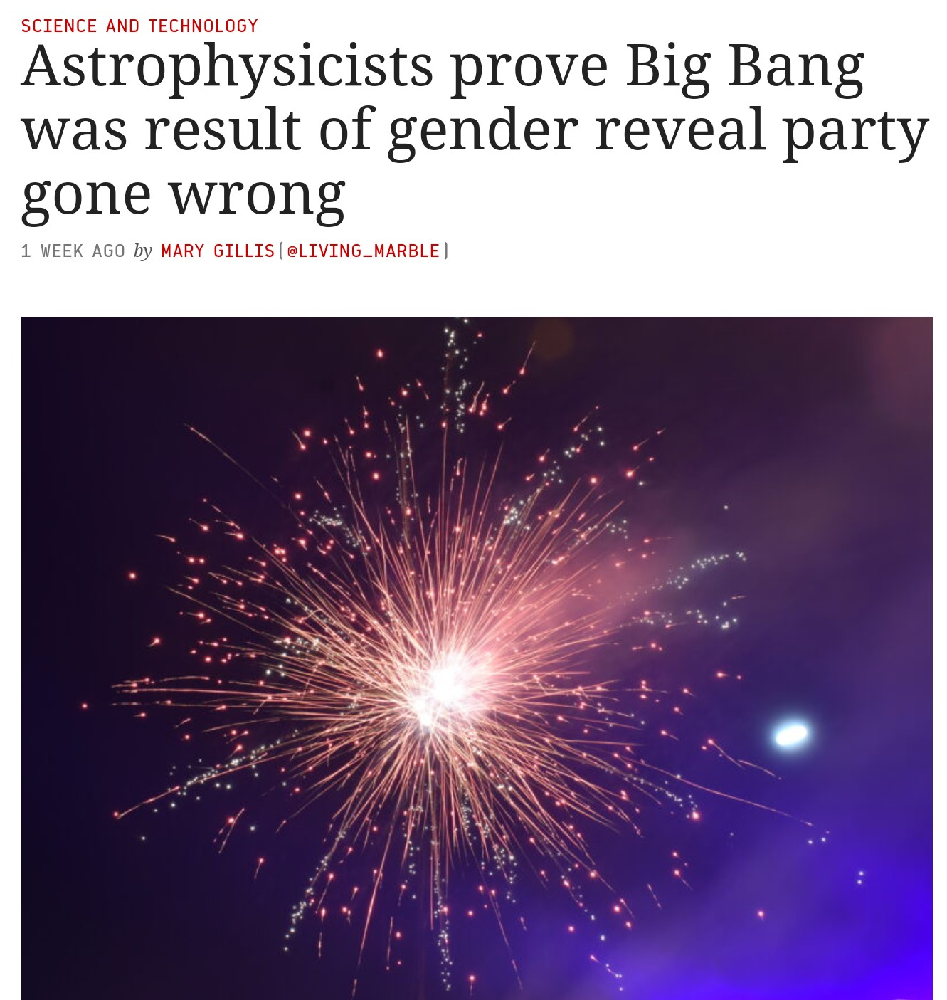 SCIENCE AND TECHNOLOGY
Astrophysicists prove Big Bang
was result of gender reveal party
gone wrong
1 WEEK AGO by MARY GILLIS (@LIVING_MARBLE)